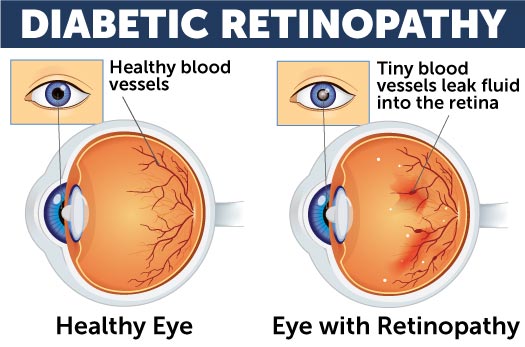 DIABETIC RETINOPATHY
Healthy blood
vessels
Tiny blood
vessels leak fluid
into the retina
Healthy Eye
Eye with Retinopathy